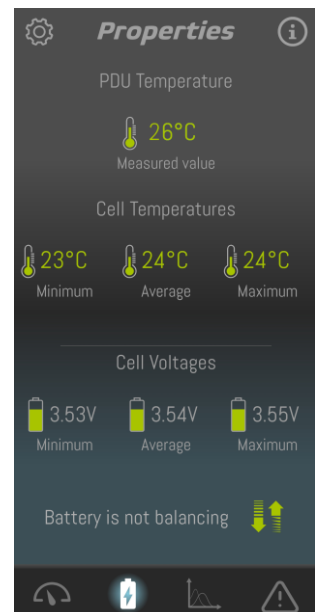 Properties
PDU Temperature
26°C
Measured value
Cell Temperatures
23°C 24°C 24°C
Minimum Average Maximum
Cell Voltages
3.53V 3.54V 3.55V
Minimum Average Maximum
Battery is not balancing